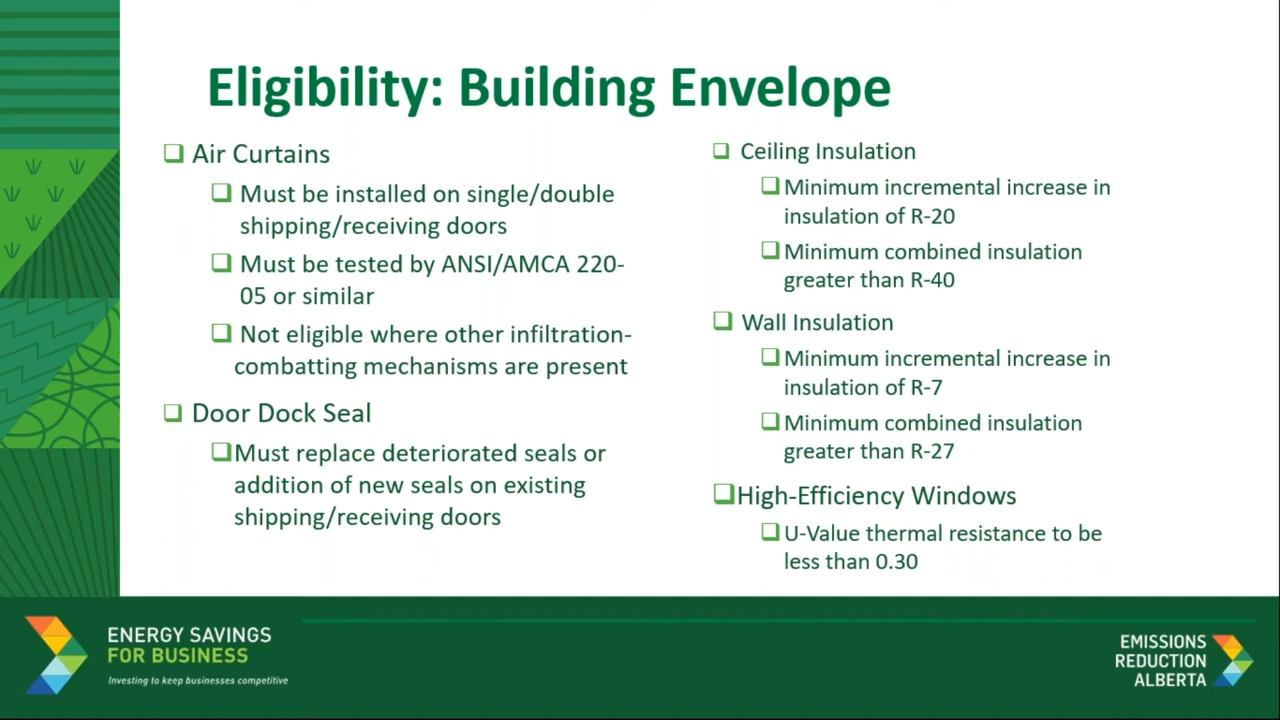 Eligibility: Building Envelope
Air Curtains
Must be installed on single/double
shipping/receiving doors
Must be tested by ANSI/AMCA 220-
05 or similar
Not eligible where other infiltration-
combatting mechanisms are present
Door Dock Seal
Must replace deteriorated seals or
addition of new seals on existing
shipping/receiving doors
Ceiling Insulation
Minimum incremental increase in
insulation of R-20
Minimum combined insulation
greater than R-40
Wall Insulation
Minimum incremental increase in
insulation of R-7
Minimum combined insulation
greater than R-27
High-Efficiency Windows
U-Value thermal resistance to be
less than 0.30
ENERGY SAVINGS
FOR BUSINESS
Investing to keep businesses competitive
EMISSIONS
REDUCTION
ALBERTA